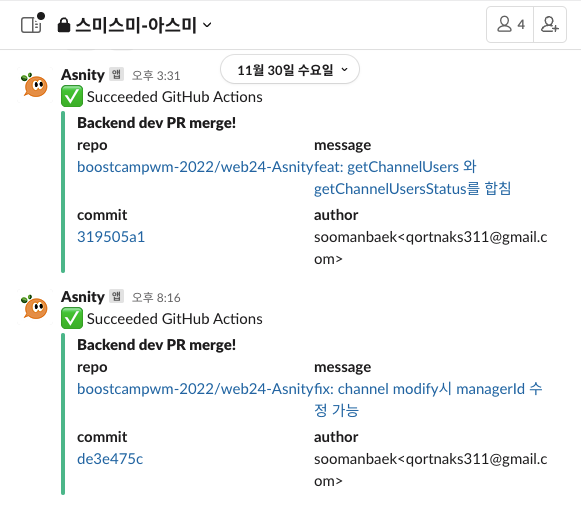 스미스미-아스미
4
11월 30일 수요일
Asnity 앱 오후 3:31
Succeeded GitHub Actions
Backend dev PR merge!
repo
boostcampwm-2022/web24-Asnity
message
feat: getChannelUsers 와
getChannelUsersStatus를 합침
commit
319505a1
author
soomanbaek<qortnaks311@gmail.c
om>
Asnity 앱 오후 8:16
Succeeded GitHub Actions
Backend dev PR merge!
repo
boostcampwm-2022/web24-Asnity
message
fix: channel modify시 managerId 수
정 가능
commit
de3e475c
author
soomanbaek<qortnaks311@gmail.c
om>